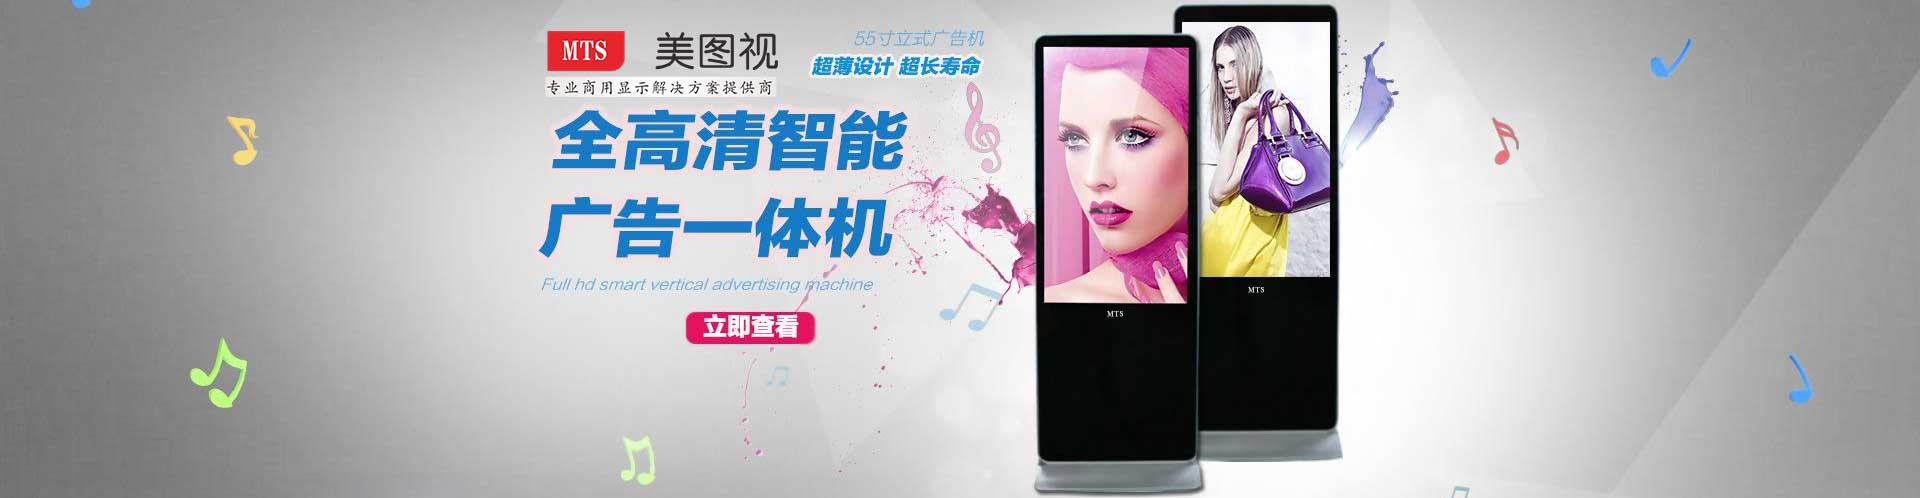 MTS 美图视
专业商用显示解决方案提供商
55寸立式广告机
超薄设计 超长寿命
全高清智能
广告一体机
Full hd smart vertical advertising machine
立即查看
MTS
MTS